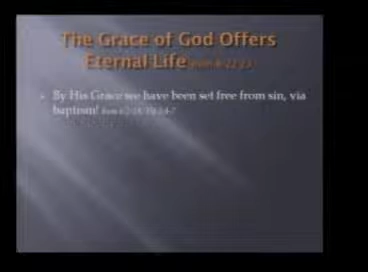 The Grace of God Offers
Eternal Life
By His Grace we have been set free from sin, via
baptism!